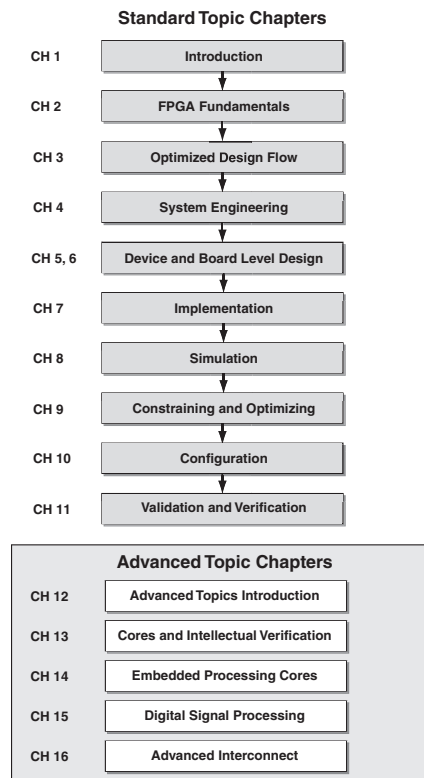 Standard Topic Chapters
CH 1 Introduction
CH 2 FPGA Fundamentals
CH 3 Optimized Design Flow
CH 4 System Engineering
CH 5, 6 Device and Board Level Design
CH 7 Implementation
CH 8 Simulation
CH 9 Constraining and Optimizing
CH 10 Configuration
CH 11 Validation and Verification
Advanced Topic Chapters
CH 12 Advanced Topics Introduction
CH 13 Cores and Intellectual Verification
CH 14 Embedded Processing Cores
CH 15 Digital Signal Processing
CH 16 Advanced Interconnect